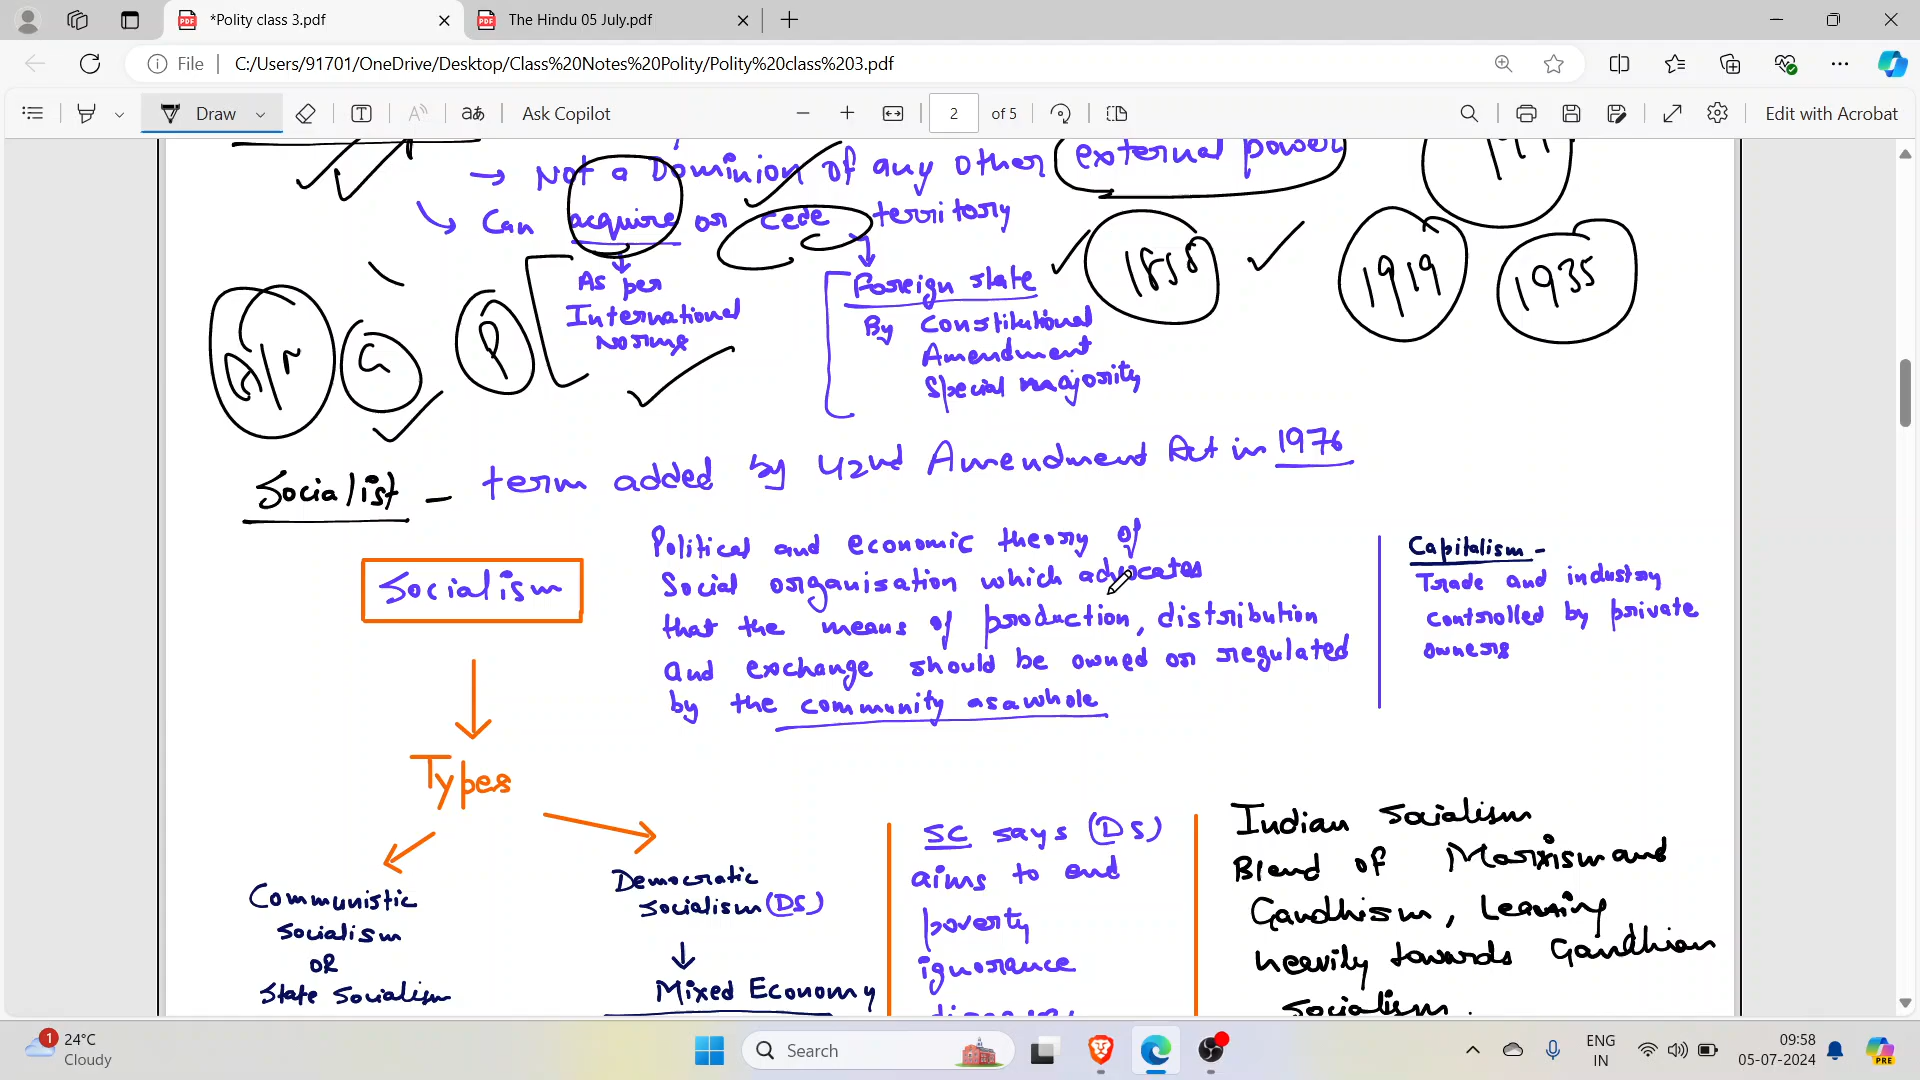 *Polity class 3.pdf
The Hindu 05 July.pdf
File
C:/Users/91701/OneDrive/Desktop/Class%20Notes%20Polity/Polity%20class%203.pdf
Draw
Ask Copilot
2 of 5
Edit with Acrobat
→ Not a Dominion of any other external power
Can acquire or cede territory
As per
International
Norms
Foreign state
By Constitutional
Amendment
Special majority
1858
1919
1935
G
P
Socialist - term added by 42nd Amendment Act in 1976
Socialism
Political and economic theory of
Social organisation which advocates
that the means of production, distribution
and exchange should be owned or regulated
by the community as a whole
Capitalism -
Trade and industry
controlled by private
owners
Types
Communistic
Socialism
OR
State Socialism
Democratic
Socialism (DS)
Mixed Economy
SC says (DS)
aims to end
poverty
ignorance
Indian Socialism
Blend of Marxism and
Gandhism, Leaning
heavily towards Gandhian
Socialism.
1
24°C
Cloudy
Search
ENG
IN
09:58
05-07-2024
PRE